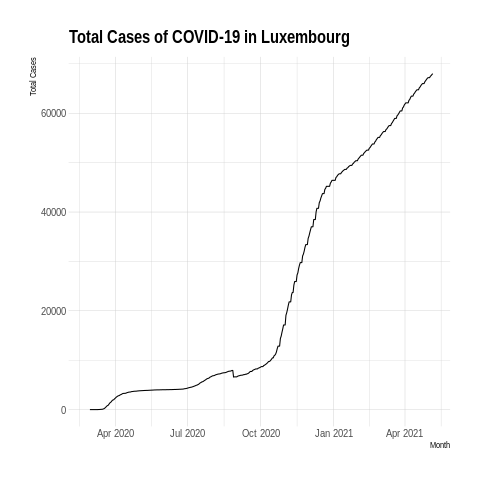 Total Cases of COVID-19 in Luxembourg
Total Cases
60000
40000
20000
0
Apr 2020 Jul 2020 Oct 2020 Jan 2021 Apr 2021
Month